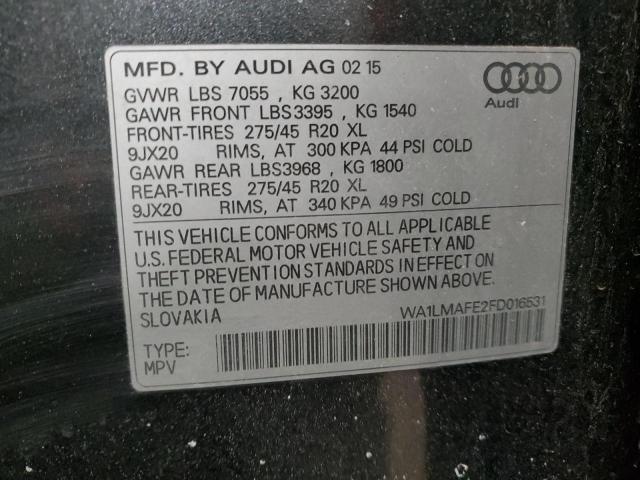 MFD. BY AUDI AG 02 15
Audi
GVWR LBS 7055 , KG 3200
GAWR FRONT LBS3395 , KG 1540
FRONT-TIRES 275/45 R20 XL
9JX20 RIMS, AT 300 KPA 44 PSI COLD
GAWR REAR LBS3968 , KG 1800
REAR-TIRES 275/45 R20 XL
9JX20 RIMS, AT 340 KPA 49 PSI COLD
THIS VEHICLE CONFORMS TO ALL APPLICABLE
U.S. FEDERAL MOTOR VEHICLE SAFETY AND
THEFT PREVENTION STANDARDS IN EFFECT ON
THE DATE OF MANUFACTURE SHOWN ABOVE.
SLOVAKIA
WA1LMAFE2FD016531
TYPE:
MPV